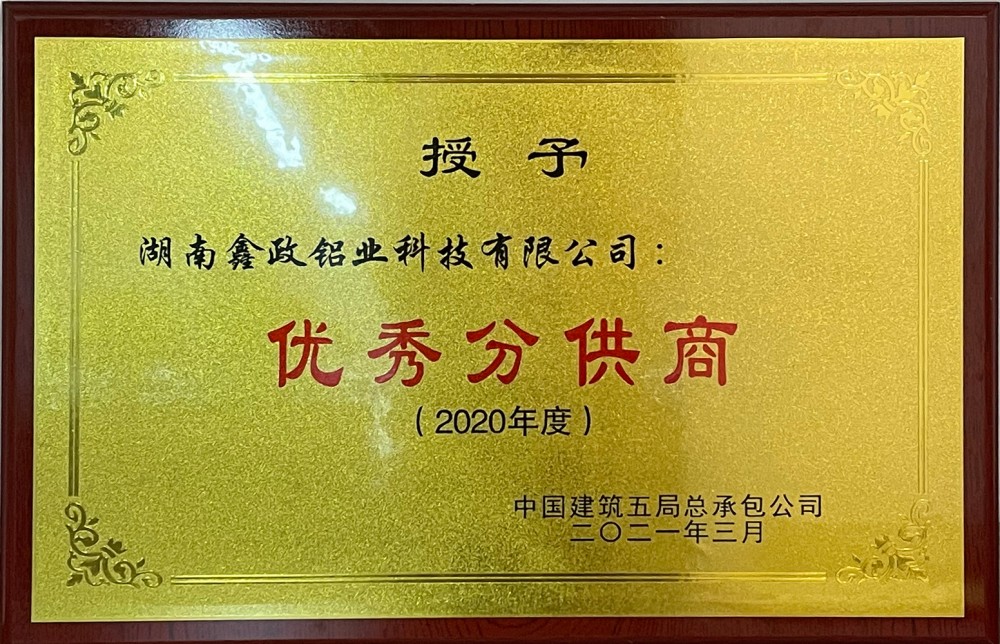 授予
湖南鑫政铝业科技有限公司：
优秀分供商
（2020年度）
中国建筑五局总承包公司
二〇二一年三月